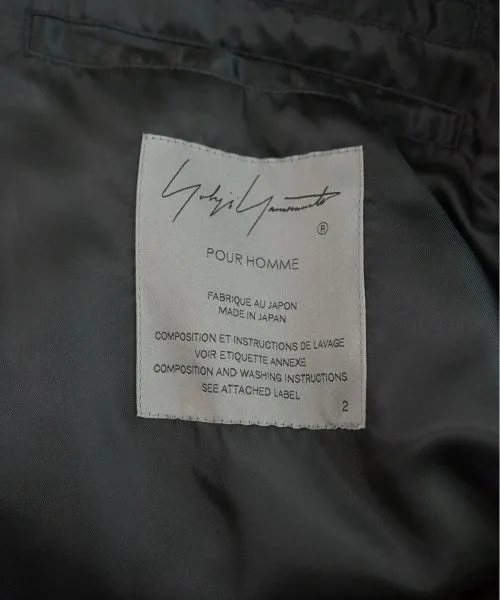 Yohji Yamamoto
®
POUR HOMME
FABRIQUE AU JAPON
MADE IN JAPAN
COMPOSITION ET INSTRUCTIONS DE LAVAGE
VOIR ETIQUETTE ANNEXE
COMPOSITION AND WASHING INSTRUCTIONS
SEE ATTACHED LABEL
2